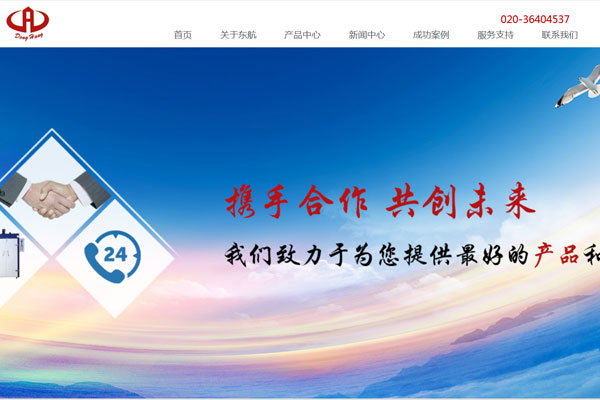 Dong Hang
020-36404537
首页 关于东航 产品中心 新闻中心 成功案例 服务支持 联系我们
携手合作 共创未来
24
我们致力于为您提供最好的产品和